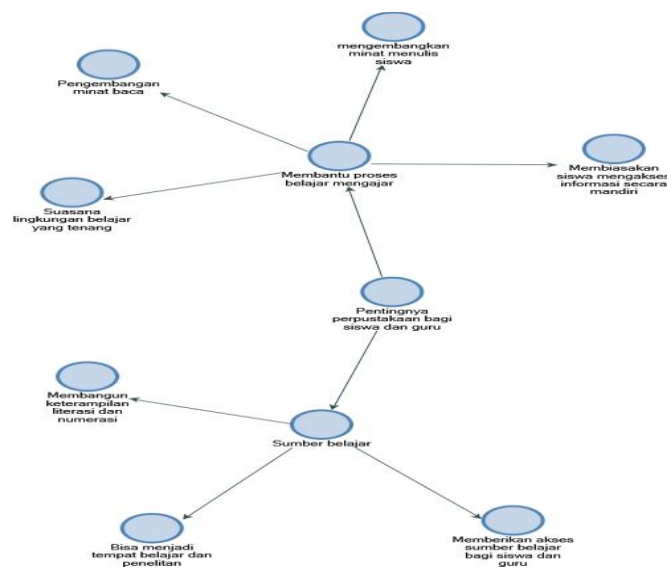 mengembangkan
minat menulis
siswa
Pengembangan
minat baca
Membantu proses
belajar mengajar
Membiasakan
siswa mengakses
informasi secara
mandiri
Suasana
lingkungan belajar
yang tenang
Pentingnya
perpustakaan bagi
siswa dan guru
Membangun
keterampilan
literasi dan
numerasi
Sumber belajar
Bisa menjadi
tempat belajar dan
penelitan
Memberikan akses
sumber belajar
bagi siswa dan
guru